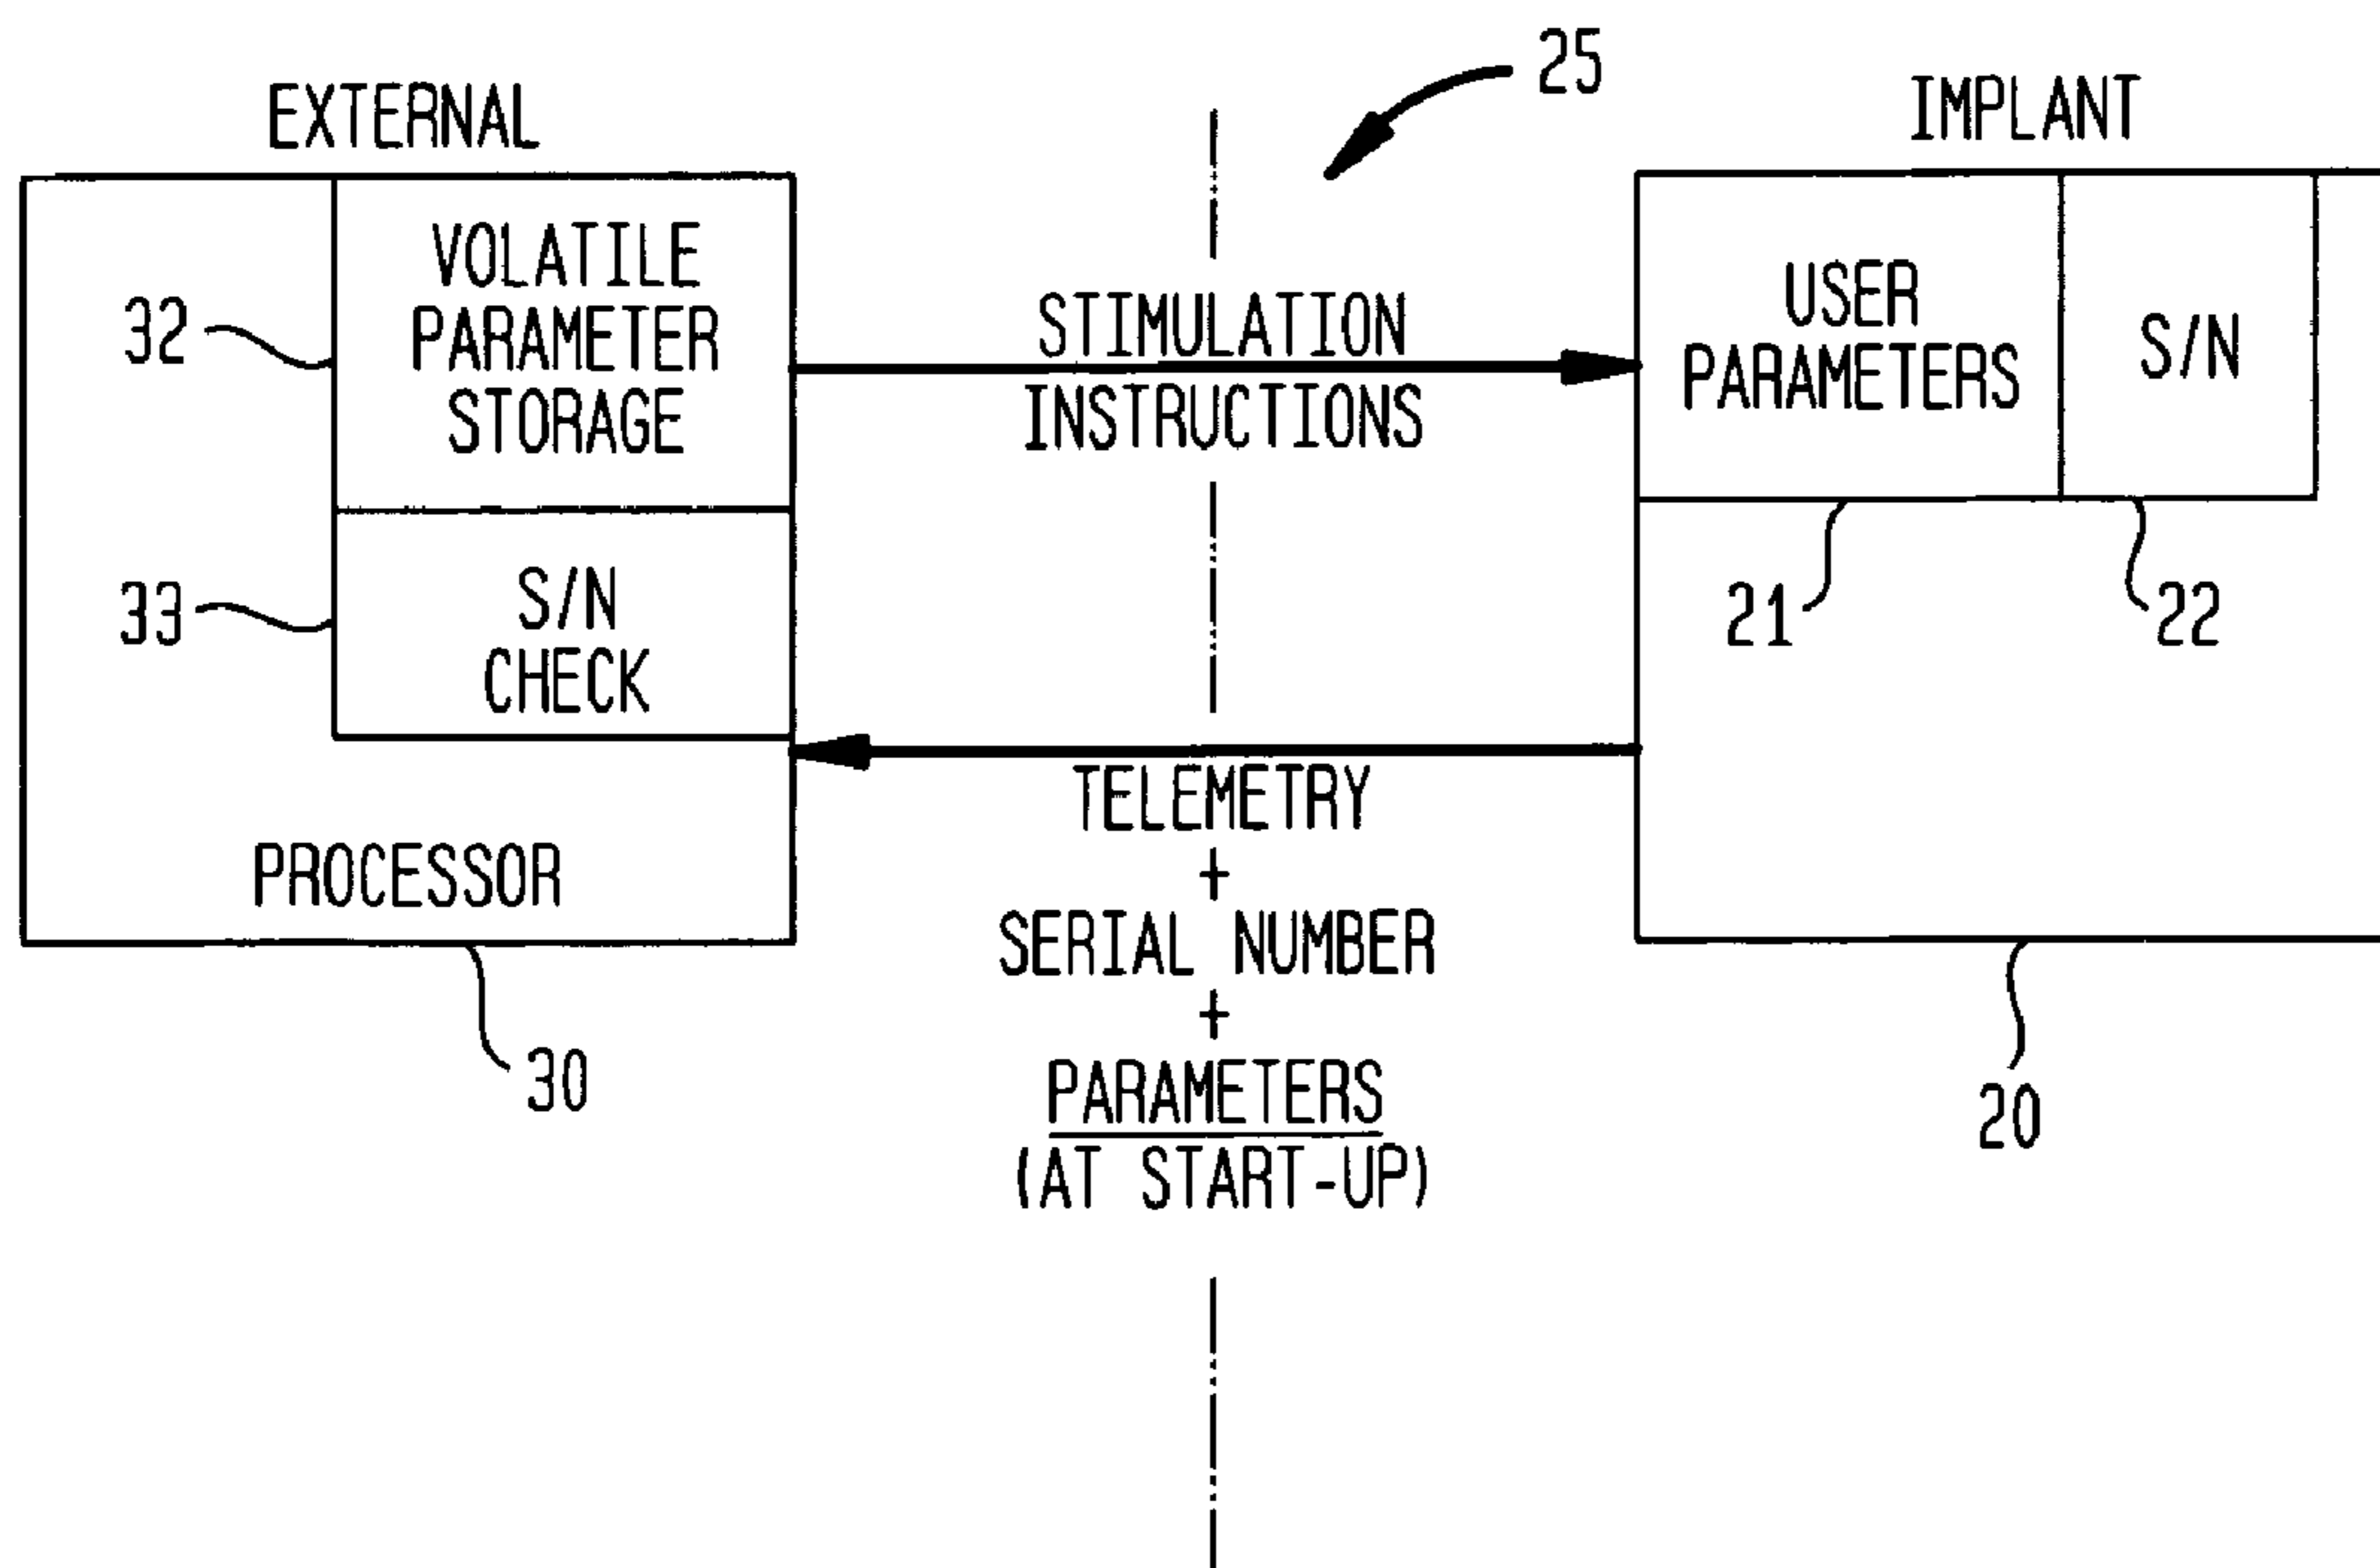 25
EXTERNAL
IMPLANT
VOLATILE
PARAMETER
STORAGE
32
S/N
CHECK
33
PROCESSOR
30
STIMULATION
INSTRUCTIONS
TELEMETRY
+
SERIAL NUMBER
+
PARAMETERS
(AT START-UP)
USER
PARAMETERS
S/N
21
22
20